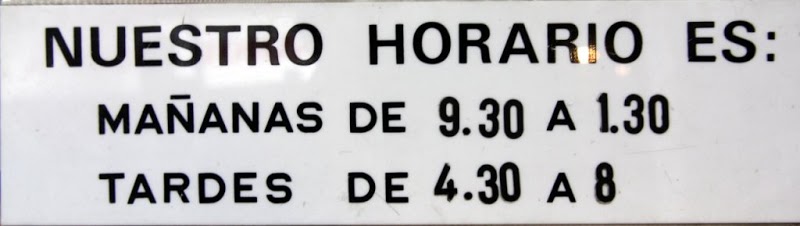 NUESTRO HORARIO ES:
MAÑANAS DE 9.30 A 1.30
TARDES DE 4.30 A 8